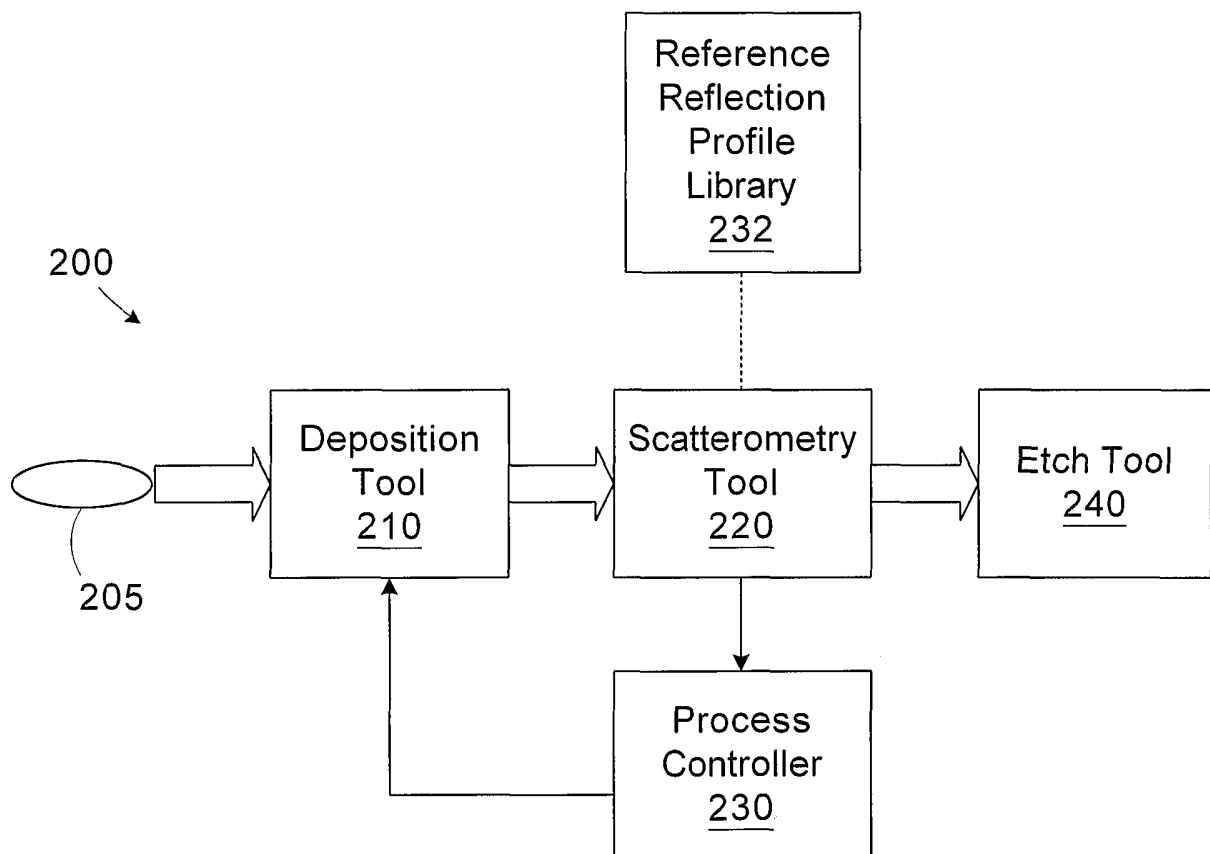 Reference
Reflection
Profile
Library
232
200
Deposition
Tool
210
Scatterometry
Tool
220
Etch Tool
240
205
Process
Controller
230